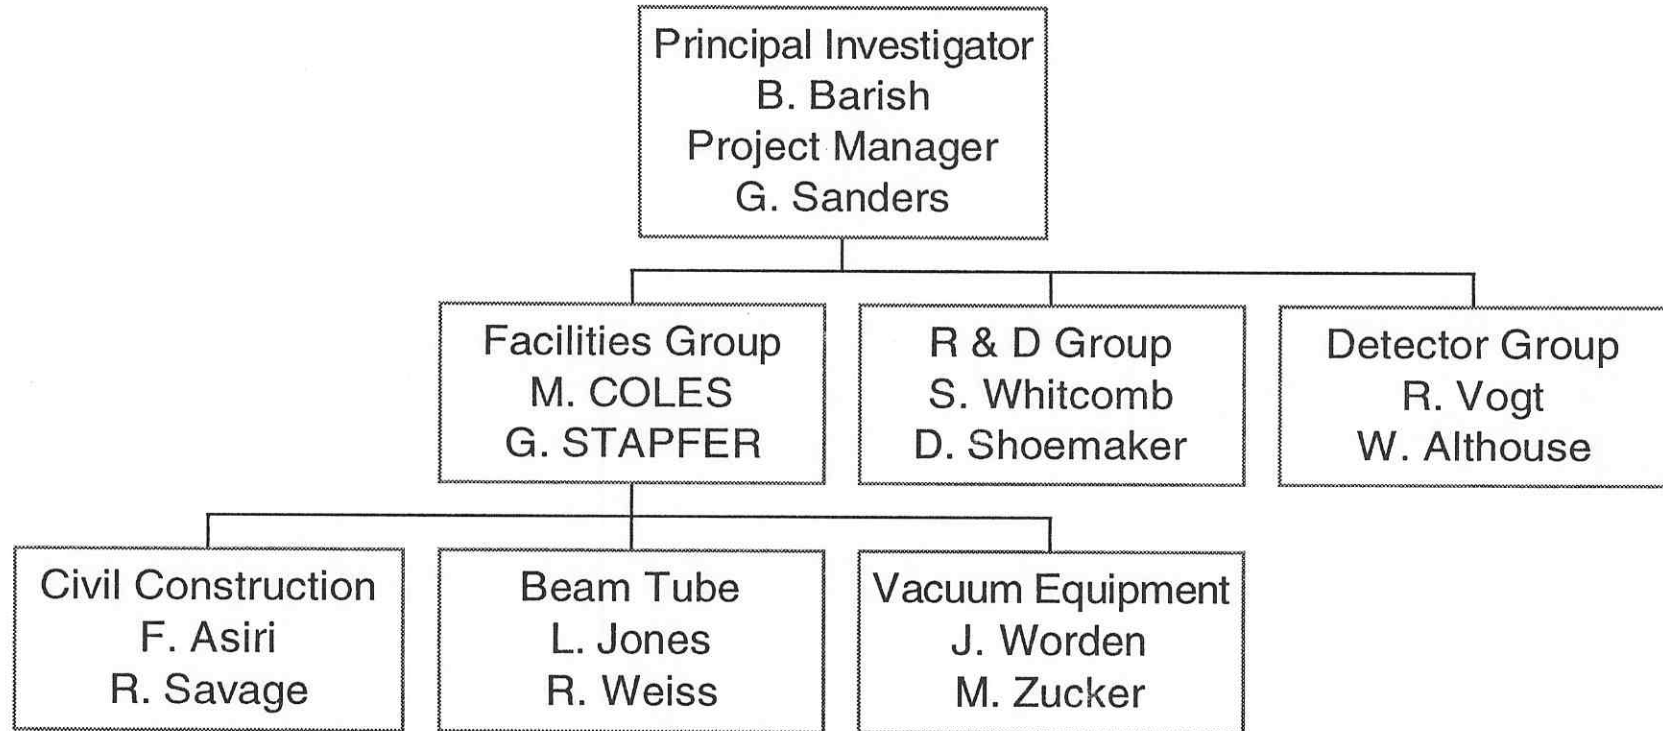 Principal Investigator
B. Barish
Project Manager
G. Sanders
Facilities Group
M. COLES
G. STAPFER
R & D Group
S. Whitcomb
D. Shoemaker
Detector Group
R. Vogt
W. Althouse
Civil Construction
F. Asiri
R. Savage
Beam Tube
L. Jones
R. Weiss
Vacuum Equipment
J. Worden
M. Zucker